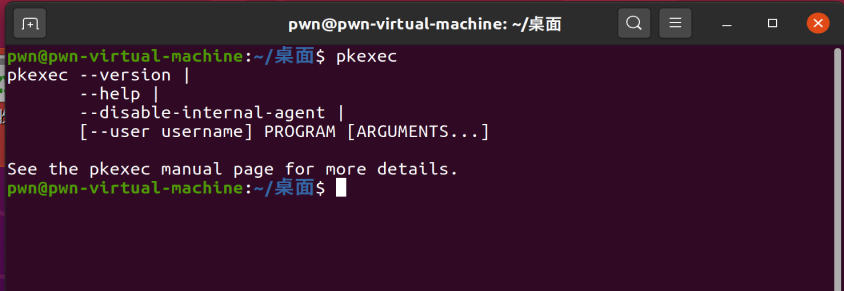 pwn@pwn-virtual-machine: ~/桌面
pwn@pwn-virtual-machine:~/桌面$ pkexec
pkexec --version |
       --help |
       --disable-internal-agent |
       [--user username] PROGRAM [ARGUMENTS...]

See the pkexec manual page for more details.
pwn@pwn-virtual-machine:~/桌面$